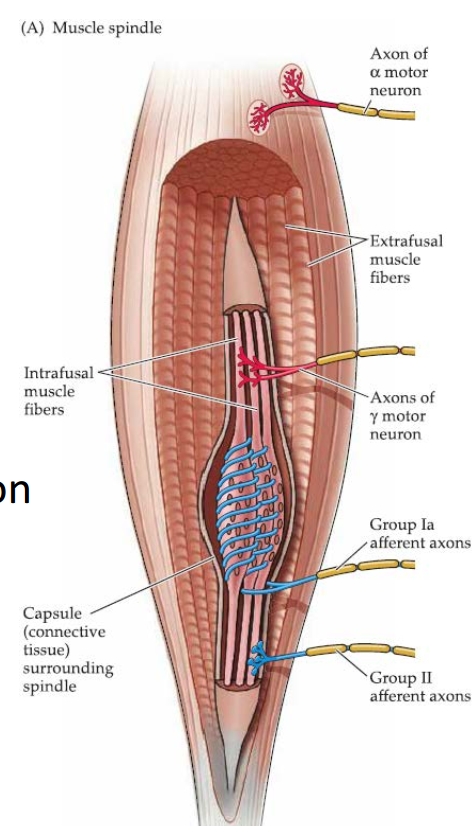 (A) Muscle spindle
Axon of
α motor
neuron
Extrafusal
muscle
fibers
Intrafusal
muscle
fibers
Axons of
γ motor
neuron
on
Group Ia
afferent axons
Capsule
(connective
tissue)
surrounding
spindle
Group II
afferent axons